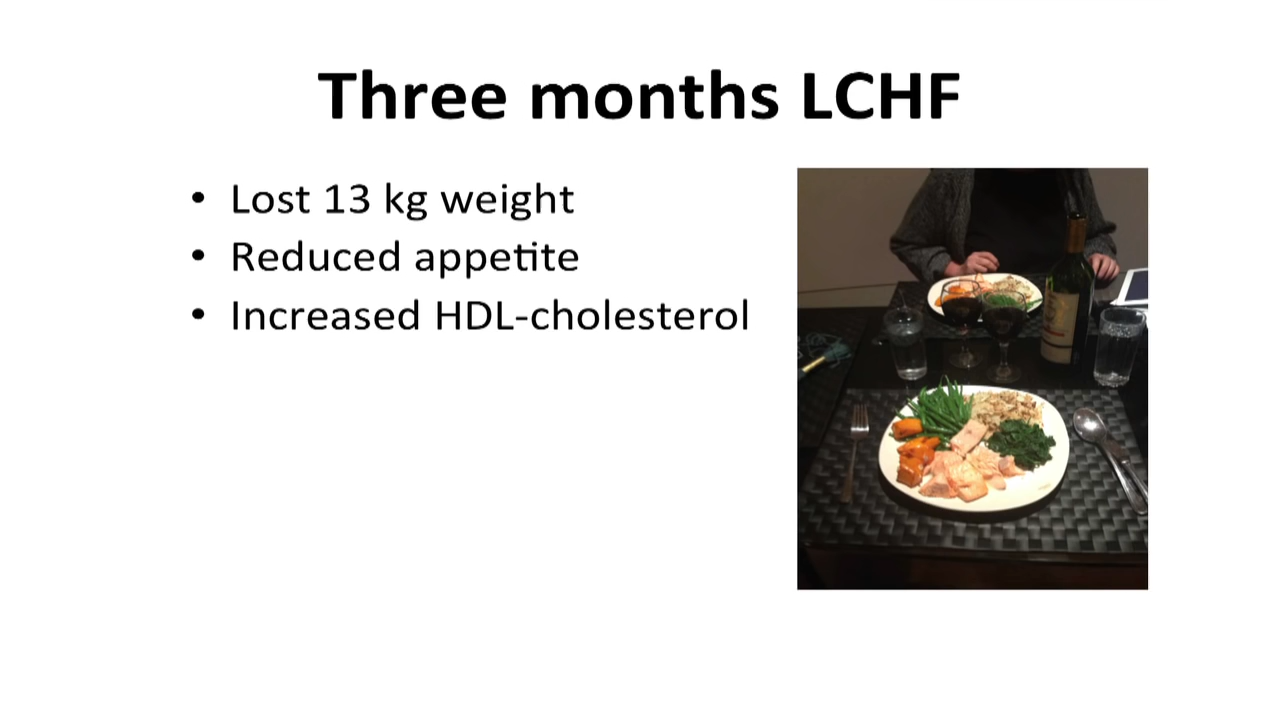 Three months LCHF
• Lost 13 kg weight
• Reduced appetite
• Increased HDL-cholesterol